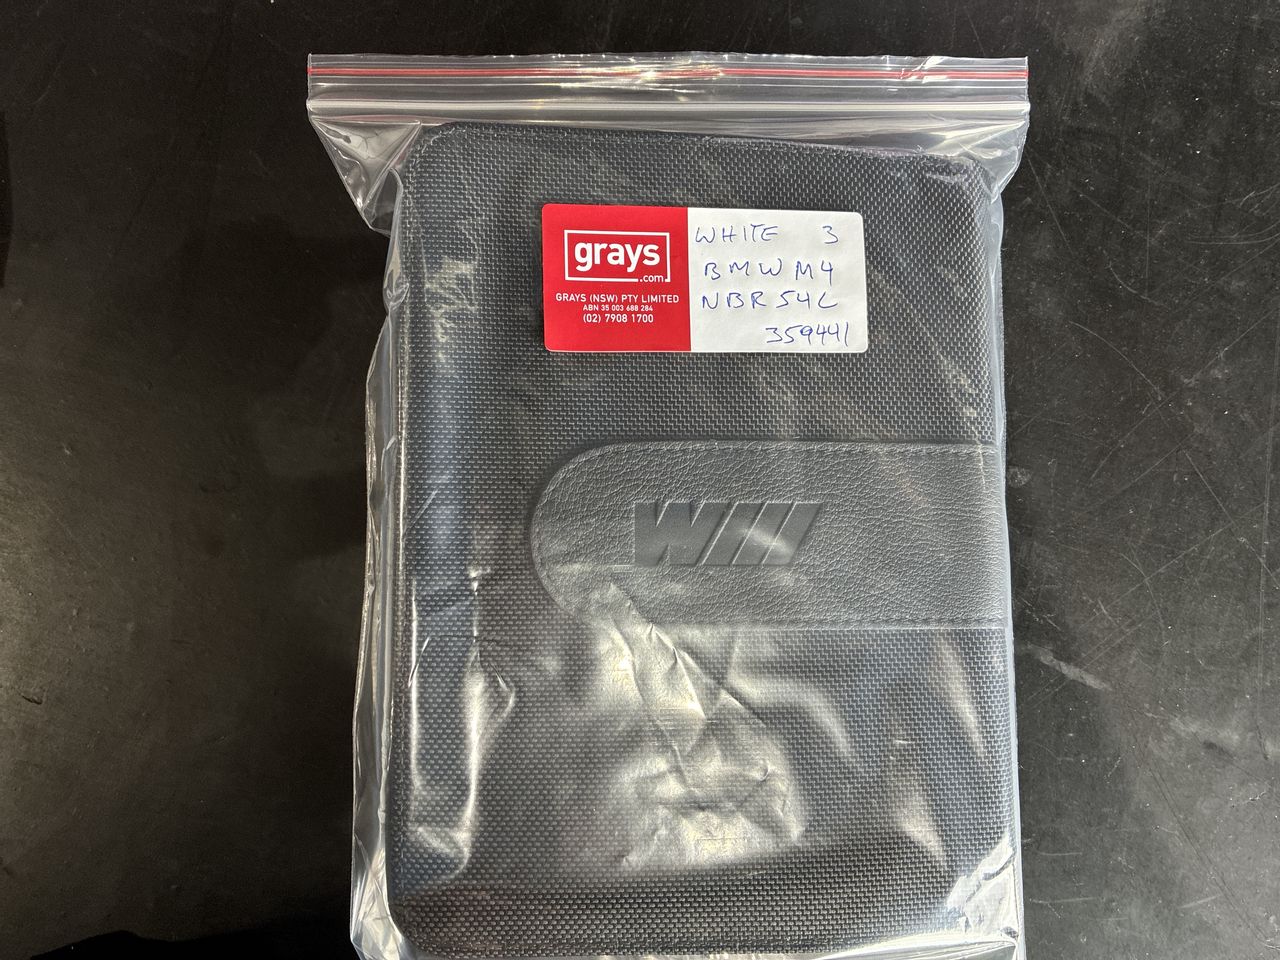 grays
.com
GRAYS (NSW) PTY LIMITED
ABN 35 003 688 284
(02) 7908 1700
WHITE 3
BMW M4
NBR54L
359441